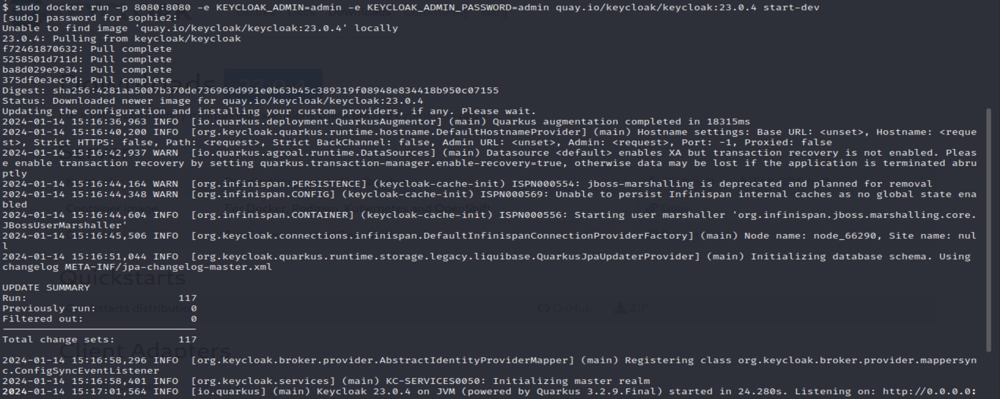 $ sudo docker run -p 8080:8080 -e KEYCLOAK_ADMIN=admin -e KEYCLOAK_ADMIN_PASSWORD=admin quay.io/keycloak/keycloak:23.0.4 start-dev
[sudo] password for sophie2:
Unable to find image 'quay.io/keycloak/keycloak:23.0.4' locally
23.0.4: Pulling from keycloak/keycloak
f72461870632: Pull complete
5258501d711d: Pull complete
ba8d029e9e34: Pull complete
375df0e3ec9d: Pull complete
Digest: sha256:4281aa5007b370de736969d991e0b63b45c389319f08948e834418b950c07155
Status: Downloaded newer image for quay.io/keycloak/keycloak:23.0.4
Updating the configuration and installing your custom providers, if any. Please wait.
2024-01-14 15:16:36,963 INFO  [io.quarkus.deployment.QuarkusAugmentor] (main) Quarkus augmentation completed in 18315ms
2024-01-14 15:16:40,200 INFO  [org.keycloak.quarkus.runtime.hostname.DefaultHostnameProvider] (main) Hostname settings: Base URL: <unset>, Hostname: <reque
st>, Strict HTTPS: false, Path: <request>, Strict BackChannel: false, Admin URL: <unset>, Admin: <request>, Port: -1, Proxied: false
2024-01-14 15:16:42,937 WARN  [io.quarkus.agroal.runtime.DataSources] (main) Datasource <default> enables XA but transaction recovery is not enabled. Pleas
e enable transaction recovery by setting quarkus.transaction-manager.enable-recovery=true, otherwise data may be lost if the application is terminated abru
ptly
2024-01-14 15:16:44,164 WARN  [org.infinispan.PERSISTENCE] (keycloak-cache-init) ISPN000554: jboss-marshalling is deprecated and planned for removal
2024-01-14 15:16:44,348 WARN  [org.infinispan.CONFIG] (keycloak-cache-init) ISPN000569: Unable to persist Infinispan internal caches as no global state ena
bled
2024-01-14 15:16:44,604 INFO  [org.infinispan.CONTAINER] (keycloak-cache-init) ISPN000556: Starting user marshaller 'org.infinispan.jboss.marshalling.core.
JBossUserMarshaller'
2024-01-14 15:16:45,506 INFO  [org.keycloak.connections.infinispan.DefaultInfinispanConnectionProviderFactory] (main) Node name: node_66290, Site name: nul
l
2024-01-14 15:16:51,044 INFO  [org.keycloak.quarkus.runtime.storage.legacy.liquibase.QuarkusJpaUpdaterProvider] (main) Initializing database schema. Using
changelog META-INF/jpa-changelog-master.xml
Quickstarts
UPDATE SUMMARY
Run: 117
Previously run: 0
Filtered out: 0
GitHub ZIP
Total change sets: 117
Client Adapters
2024-01-14 15:16:58,296 INFO  [org.keycloak.broker.provider.AbstractIdentityProviderMapper] (main) Registering class org.keycloak.broker.provider.mappersyn
c.ConfigSyncEventListener
2024-01-14 15:16:58,401 INFO  [org.keycloak.services] (main) KC-SERVICES0050: Initializing master realm
2024-01-14 15:17:01,564 INFO  [io.quarkus] (main) Keycloak 23.0.4 on JVM (powered by Quarkus 3.2.9.Final) started in 24.280s. Listening on: http://0.0.0.0: